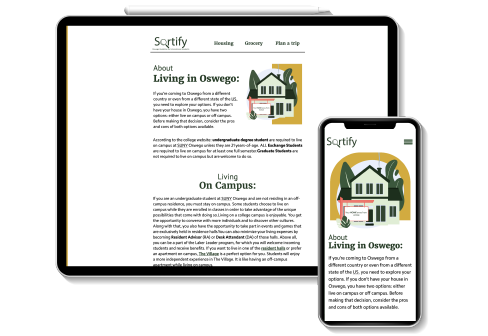 Sortify
Housing
Grocery
Plan a trip
About
Living in Oswego:
If you're coming to Oswego from a different
country or even from a different state of the US,
you need to explore your options. If you don't
have your house in Oswego, you have two
options: either live on campus or off campus.
Before making that decision, consider the pros
and cons of both options available.
According to the college website: undergraduate degree student are required to live
on campus at SUNY Oswego unless they are 21years-of-age. ALL Exchange Students
are required to live on campus for at least one full semester. Graduate Students are
not required to live on campus but are welcome to do so.
Living
On Campus:
If you are an undergraduate student at SUNY Oswego and are not residing in an off-
campus residence, you must stay on campus. Some students choose to live on
campus while they are enrolled in classes in order to take advantage of the unique
possibilities that come with doing so. Living on a college campus is enjoyable. You get
the opportunity to converse with more individuals and to discover other cultures.
Along with that, you also have the opportunity to take part in events and games that
are exclusively held in residence halls. You can also minimize your living expenses by
becoming Resident Advisor (RA) or Desk Attendant (DA) of these halls. Above all,
you can be a part of the Laker Leader program, for which you will welcome incoming
students and receive benefits. If you want to live in one of the resident halls or prefer
an apartment on campus, The Village is a perfect option for you. Students will enjoy
a more independent experience in The Village. It is like having an off-campus
apartment while living on campus.
Sortify
About
Living in Oswego:
If you're coming to Oswego from a
different country or even from a
different state of the US, you need
to explore your options. If you
don't have your house in Oswego,
you have two options: either live
on campus or off campus. Before
making that decision, consider the
pros and cons of both options
available.